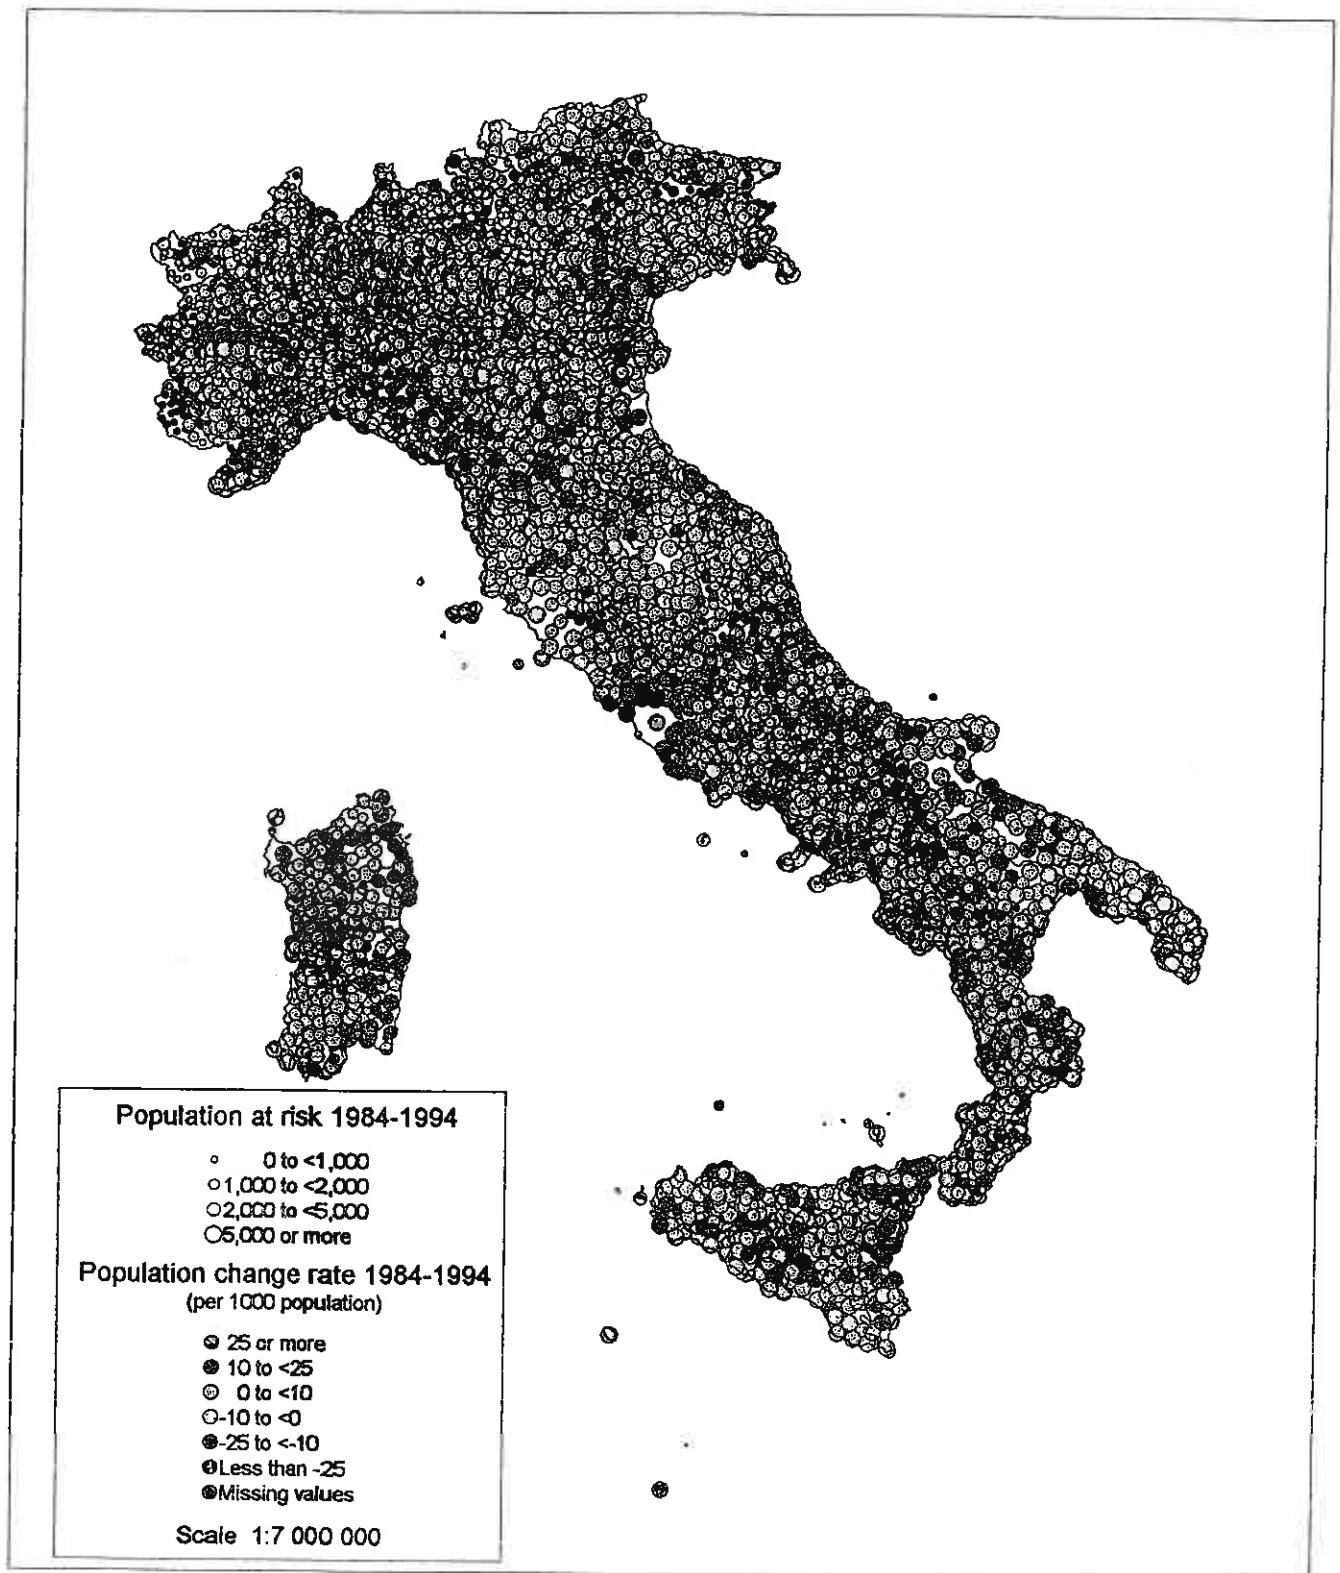 Population at risk 1984-1994
0 to <1,000
1,000 to <2,000
2,000 to <5,000
5,000 or more
Population change rate 1984-1994
(per 1000 population)
25 or more
10 to <25
0 to <10
-10 to <0
-25 to <-10
Less than -25
Missing values
Scale 1:7 000 000